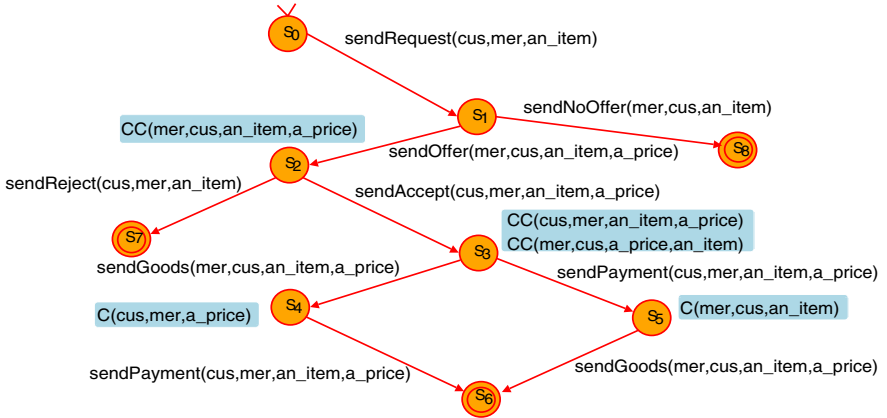 S0
sendRequest(cus,mer,an_item)
S1
sendNoOffer(mer,cus,an_item)
CC(mer,cus,an_item,a_price)
sendOffer(mer,cus,an_item,a_price)
S8
S2
sendReject(cus,mer,an_item)
sendAccept(cus,mer,an_item,a_price)
CC(cus,mer,an_item,a_price)
CC(mer,cus,a_price,an_item)
S7
S3
sendGoods(mer,cus,an_item,a_price)
sendPayment(cus,mer,an_item,a_price)
C(cus,mer,a_price)
S4
S5
C(mer,cus,an_item)
sendPayment(cus,mer,an_item,a_price)
sendGoods(mer,cus,an_item,a_price)
S6